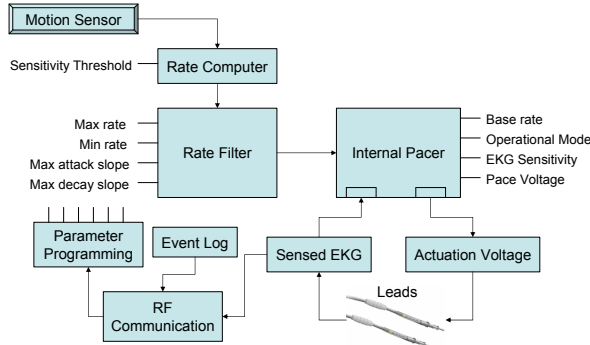 Motion Sensor
Sensitivity Threshold
Rate Computer
Max rate
Min rate
Max attack slope
Max decay slope
Rate Filter
Internal Pacer
Base rate
Operational Mode
EKG Sensitivity
Pace Voltage
Parameter
Programming
Event Log
Sensed EKG
Actuation Voltage
RF
Communication
Leads